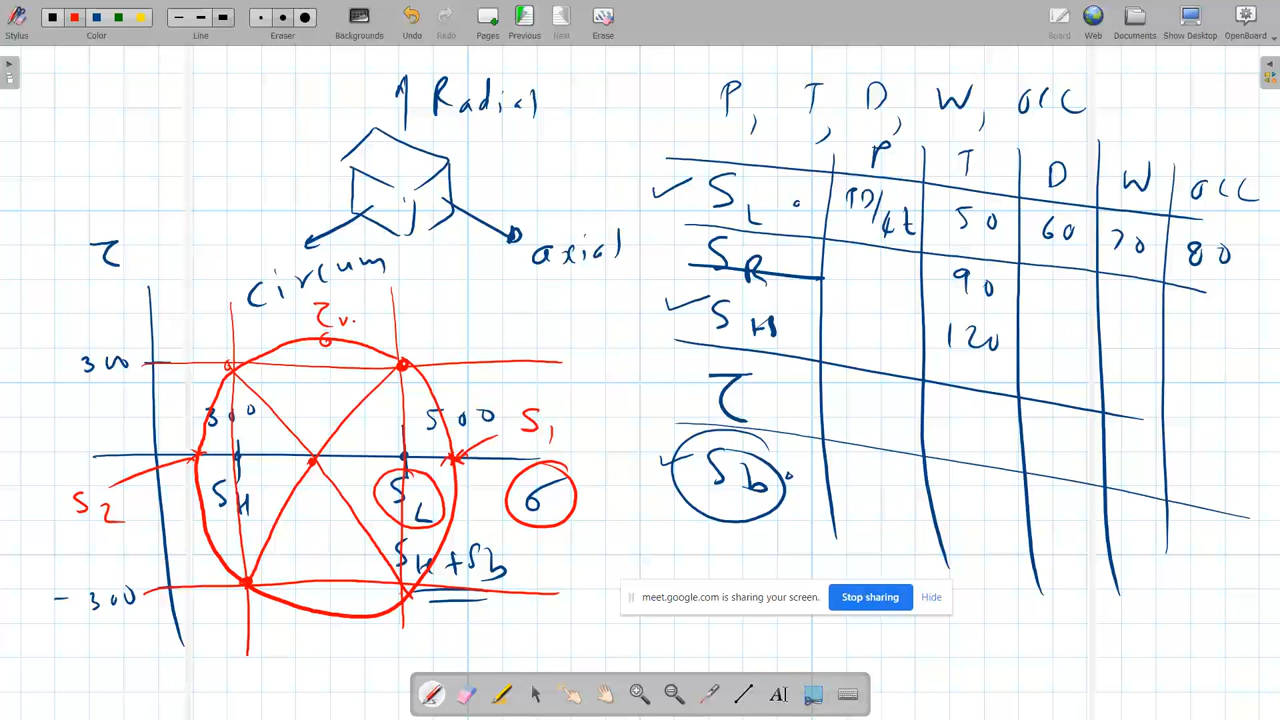 Stylus
Color
Line
Eraser
Backgrounds
Undo
Redo
Pages
Previous
Next
Erase
Board
Web
Documents
Show Desktop
OpenBoard
Radial
axial
Circum
τ
300
300
500
S1
S2
SH
SL
σ
SH + Sb
- 300
P, T, D, W, occ
P T D W occ
SL PD/4t 50 60 70 80
SR 90
SH 120
τ
Sb
meet.google.com is sharing your screen.
Stop sharing
Hide